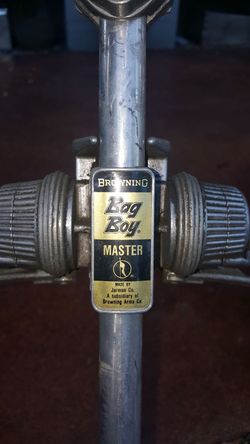 BROWNING
Bag
Boy®
MASTER
MADE BY
Jarman Co.
A subsidiary of
Browning Arms Co.